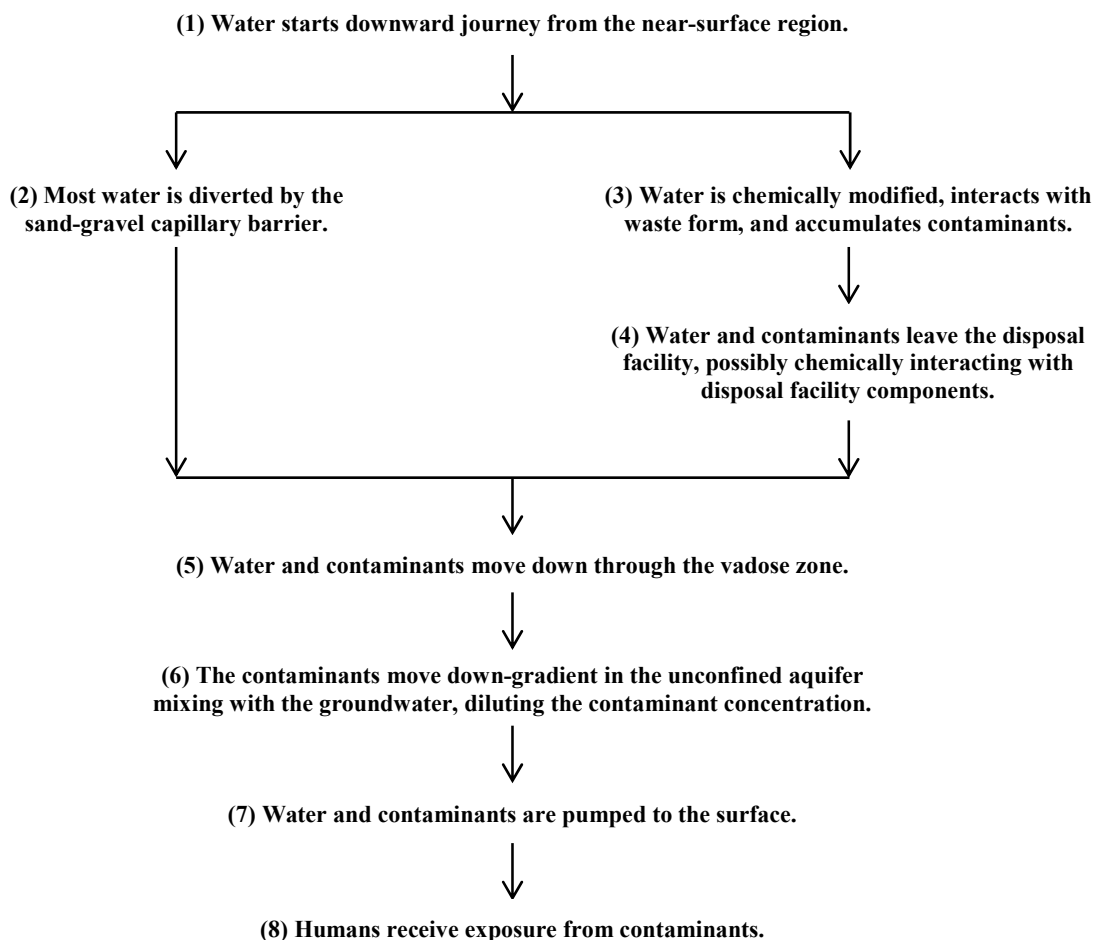 (1) Water starts downward journey from the near-surface region.
(2) Most water is diverted by the
sand-gravel capillary barrier.
(3) Water is chemically modified, interacts with
waste form, and accumulates contaminants.
(4) Water and contaminants leave the disposal
facility, possibly chemically interacting with
disposal facility components.
(5) Water and contaminants move down through the vadose zone.
(6) The contaminants move down-gradient in the unconfined aquifer
mixing with the groundwater, diluting the contaminant concentration.
(7) Water and contaminants are pumped to the surface.
(8) Humans receive exposure from contaminants.